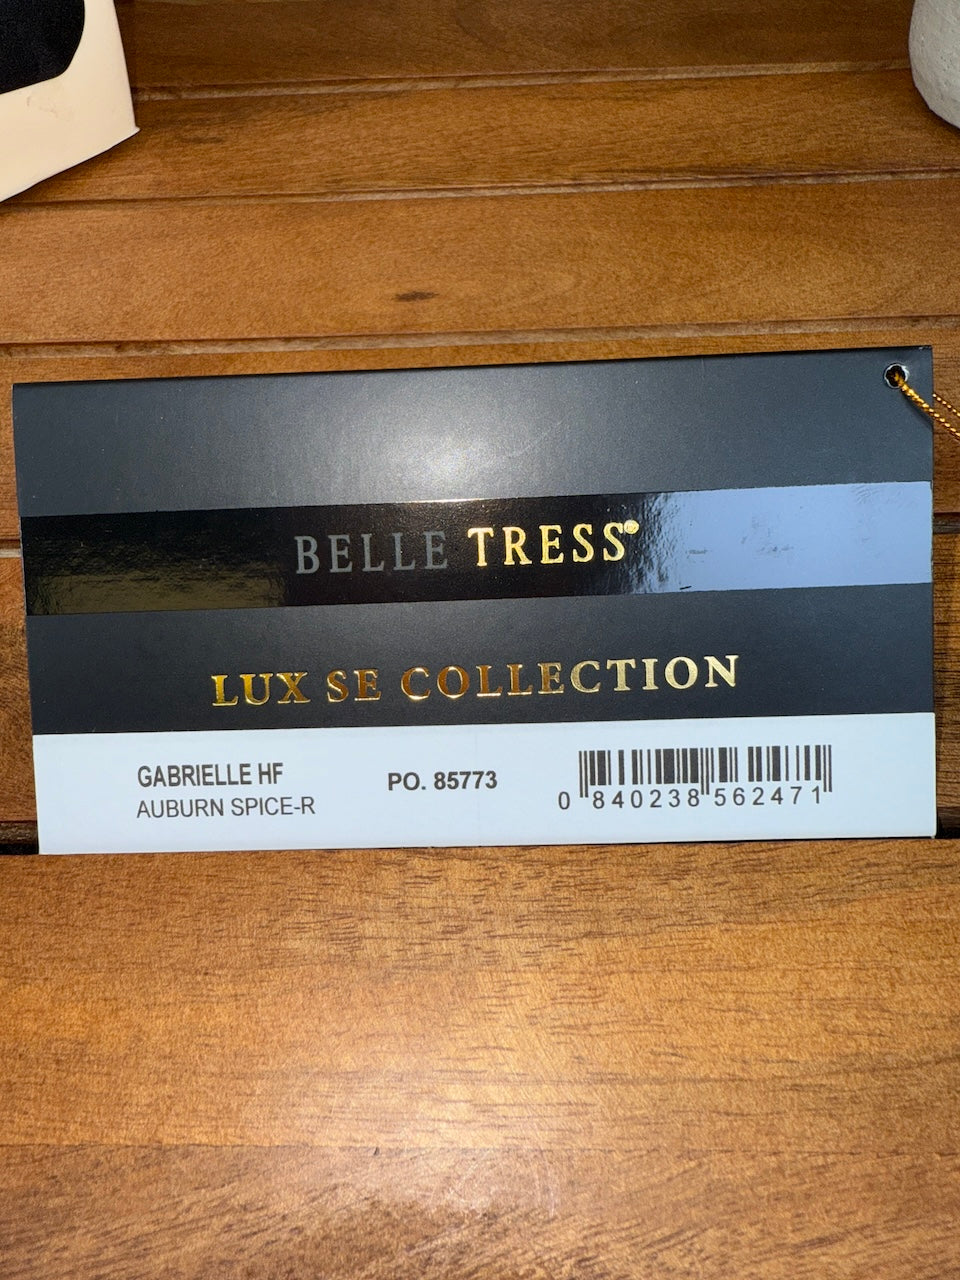 BELLE TRESS®
LUX SE COLLECTION
GABRIELLE HF
AUBURN SPICE-R
PO. 85773
0 840238 562471